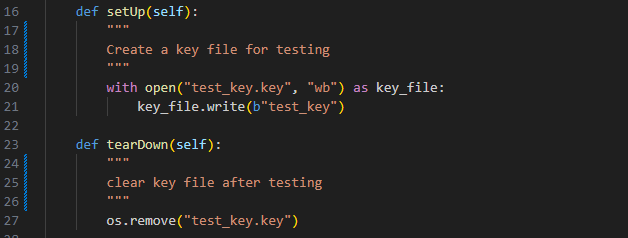 16 def setUp(self):
17 """
18 Create a key file for testing
19 """
20 with open("test_key.key", "wb") as key_file:
21 key_file.write(b"test_key")
22
23 def tearDown(self):
24 """
25 clear key file after testing
26 """
27 os.remove("test_key.key")